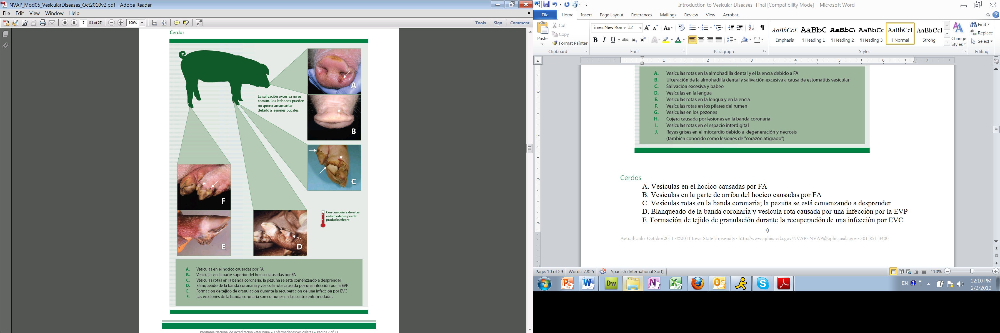 NVAP_Mod05_VesicularDiseases_Oct2010v2.pdf - Adobe Reader
File Edit View Window Help
7 (11 of 27) 100% Tools Sign Comment
Cerdos
A
La salivación excesiva no es
común. Los lechones pueden
no querer amamantar
debido a lesiones bucales.
B
C
F
Con cualquiera de estas
enfermedades puede
producirsefiebre
E
D
A. Vesículas en el hocico causadas por FA
B. Vesículas en la parte superior del hocico causadas por FA
C. Vesículas rotas en la banda coronaria; la pezuña se está comenzando a desprender
D. Blanqueado de la banda coronaria y vesícula rota causada por una infección por la EVP
E. Formación de tejido de granulación durante la recuperación de una infección por EVC
F. Las erosiones de la banda coronaria son comunes en las cuatro enfermedades
Programa Nacional de Acreditación Veterinaria • Enfermedades Vesiculares • Página 7 of 23
Introduction to Vesicular Diseases- Final [Compatibility Mode] - Microsoft Word
File Home Insert Page Layout References Mailings Review View Acrobat
Paste
Cut
Copy
Format Painter
Clipboard
Times New Ron 12
Font
Paragraph
AaBbCcI AaBbC AaBbCc AaBbCc AaBbCcI AaBbCcI
Emphasis ¶ Heading 1 ¶ Heading 2 ¶ Heading 3 ¶ Normal Strong
Change
Styles
Styles
Find
Replace
Select
Editing
1 2 3 4 5 6 7
A. Vesículas rotas en la almohadilla dental y el la encía debido a FA
B. Ulceración de la almohadilla dental y salivación excesiva a causa de estomatitis vesicular
C. Salivación excesiva y babeo
D. Vesículas en la lengua
E. Vesículas rotas en la lengua y en la encía
F. Vesículas rotas en los pilares del rumen
G. Vesículas en los pezones
H. Cojera causada por lesiones en la banda coronaria
I. Vesículas rotas en el espacio interdigital
J. Rayas grises en el miocardio debido a degeneración y necrosis
(también conocido como lesiones de "corazón atigrado")
Cerdos
A. Vesículas en el hocico causadas por FA
B. Vesículas en la parte de arriba del hocico causadas por FA
C. Vesículas rotas en la banda coronaria; la pezuña se está comenzando a desprender
D. Blanqueado de la banda coronaria y vesícula rota causada por una infección por la EVP
E. Formación de tejido de granulación durante la recuperación de una infección por EVC
9
Actualizado Octubre 2011 · ©2011 Iowa State University · http://www.aphis.usda.gov/NVAP · NVAP@aphis.usda.gov · 301-851-3400
Page: 10 of 29 Words: 7,825 Spanish (International Sort) 110%
EN 12:10 PM
2/2/2012